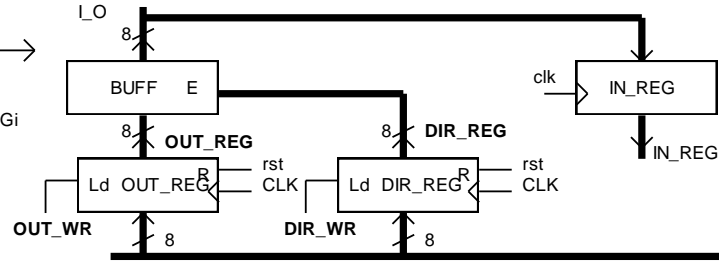 I_O
8
BUFF E
clk
IN_REG
Gi
8
OUT_REG
8
DIR_REG
IN_REG
Ld OUT_REG
R
rst
CLK
Ld DIR_REG
R
rst
CLK
OUT_WR
8
DIR_WR
8